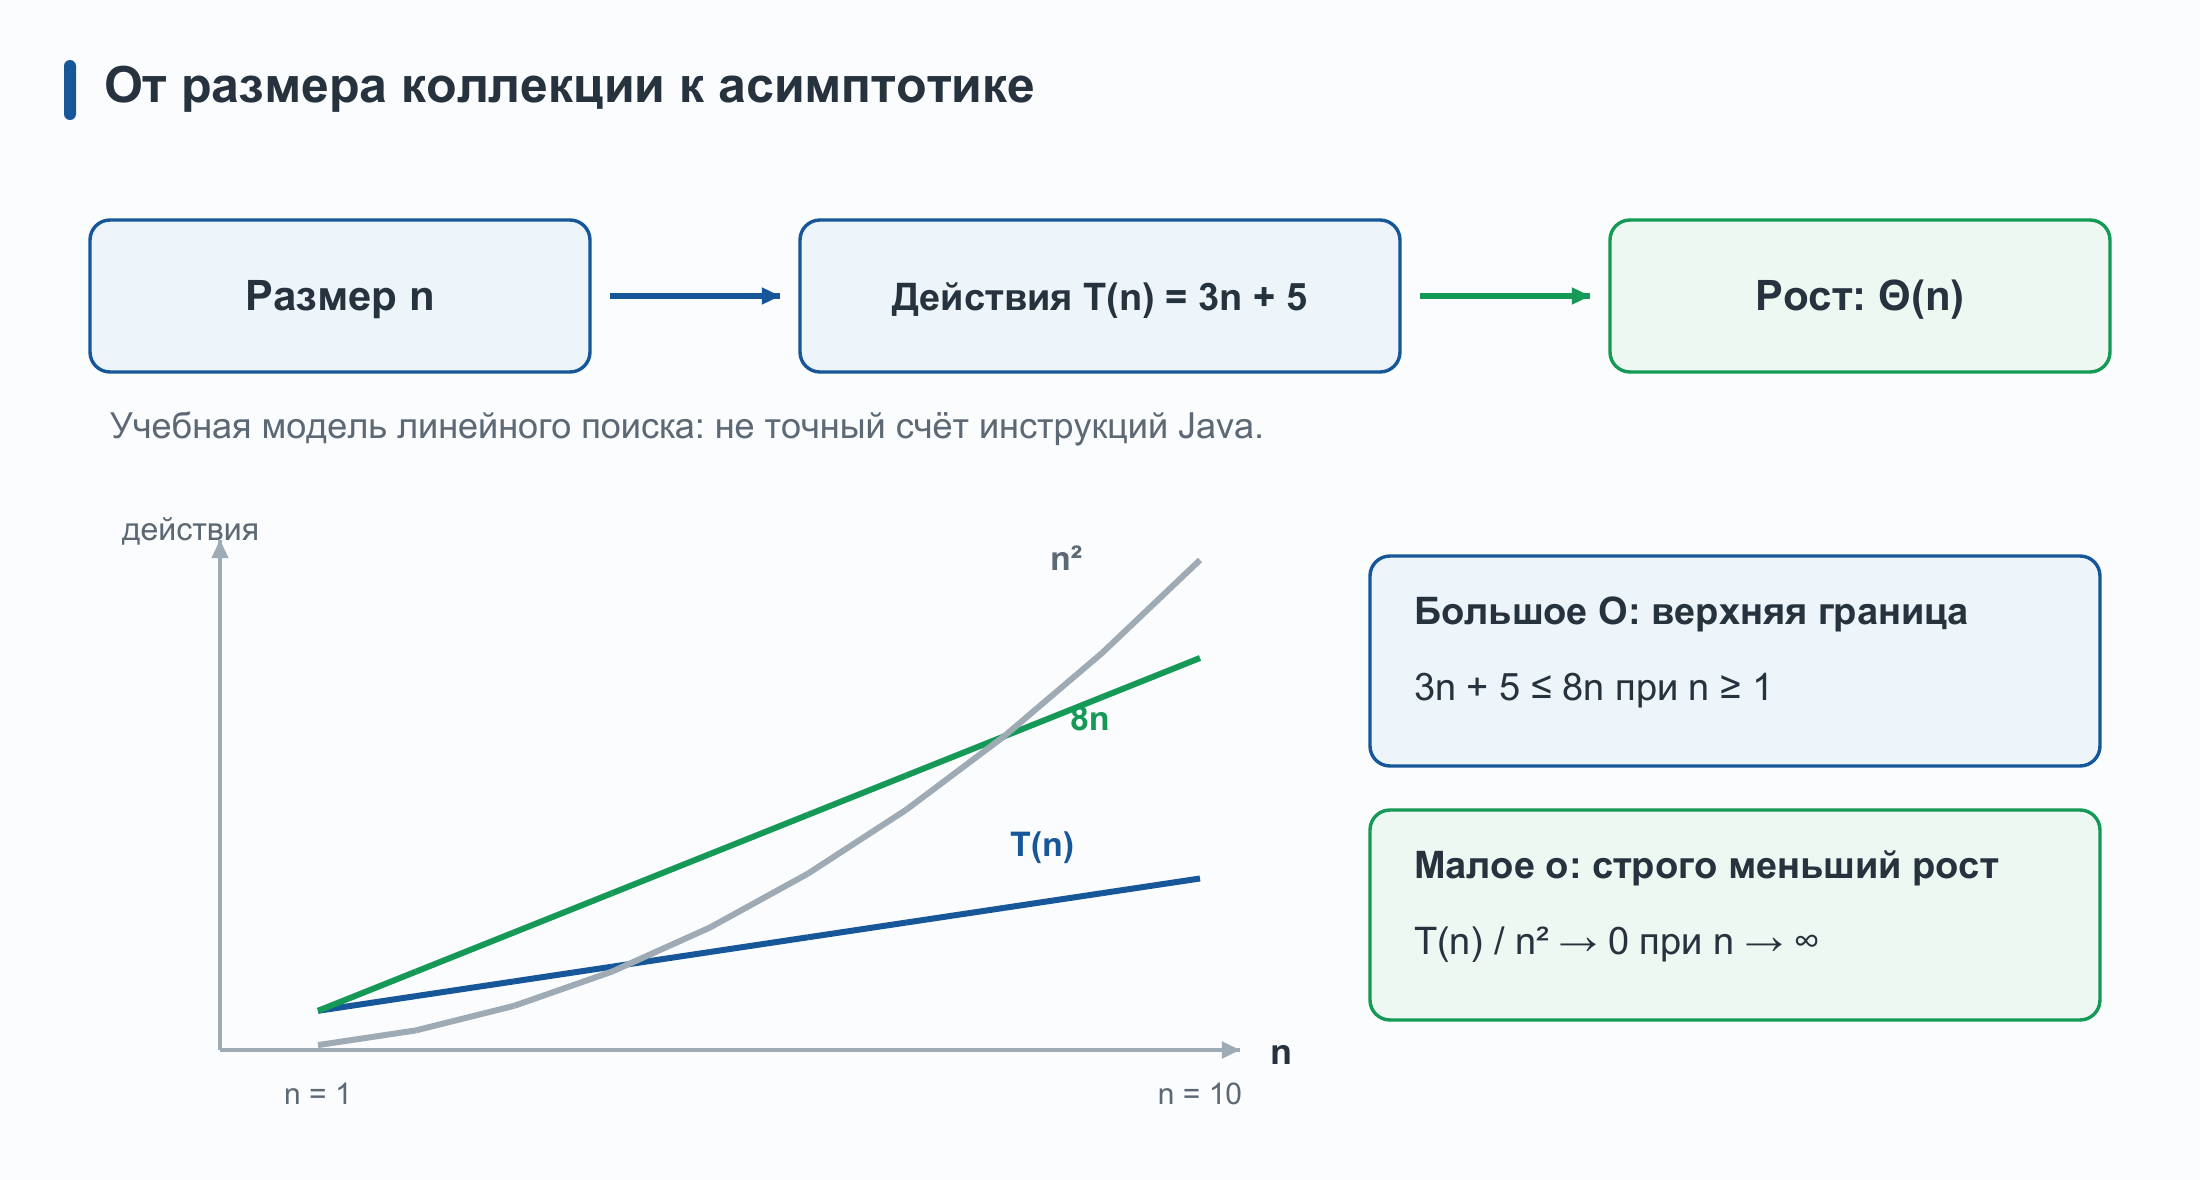 От размера коллекции к асимптотике
Размер n
Действия T(n) = 3n + 5
Рост: Θ(n)
Учебная модель линейного поиска: не точный счёт инструкций Java.
действия
n²
8n
T(n)
n
n = 1
n = 10
Большое O: верхняя граница
3n + 5 ≤ 8n при n ≥ 1
Малое o: строго меньший рост
T(n) / n² → 0 при n → ∞